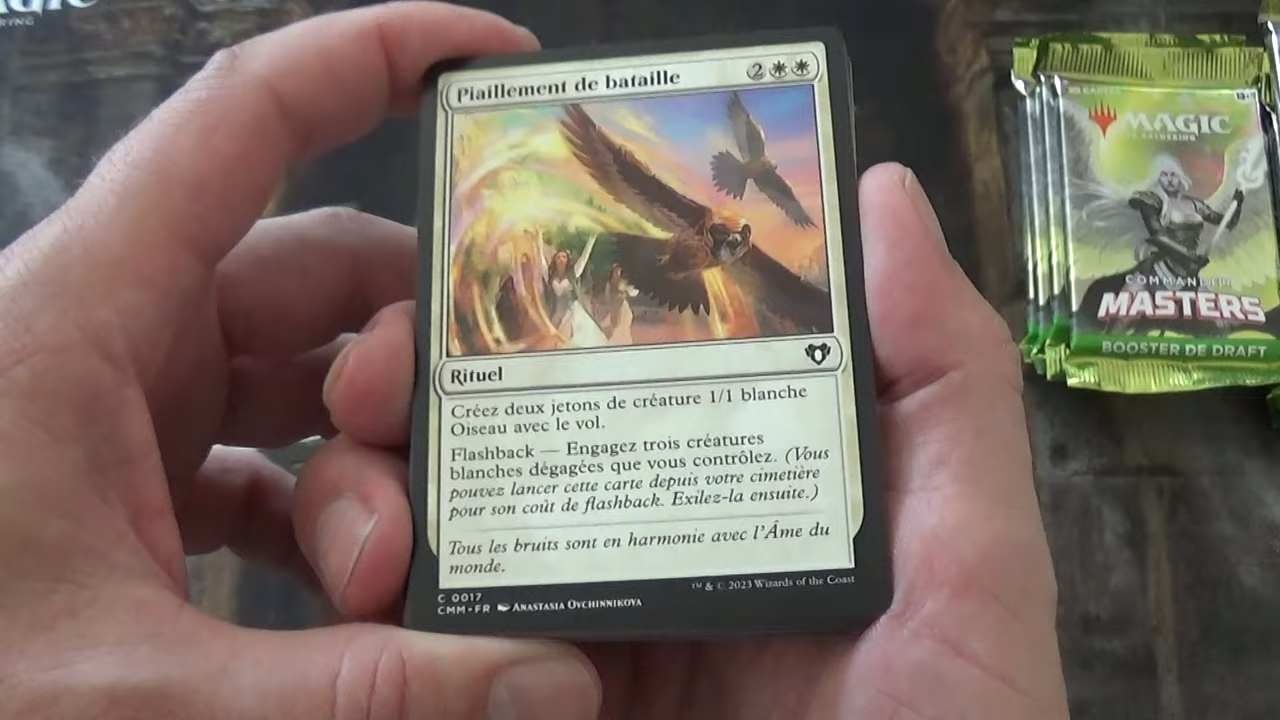 Piaillement de bataille
2
Rituel
Créez deux jetons de créature 1/1 blanche
Oiseau avec le vol.
Flashback — Engagez trois créatures
blanches dégagées que vous contrôlez. (Vous
pouvez lancer cette carte depuis votre cimetière
pour son coût de flashback. Exilez-la ensuite.)
Tous les bruits sont en harmonie avec l'Âme du
monde.
C 0017
CMM • FR Anastasia Ovchinnikova
™ & © 2023 Wizards of the Coast
MAGIC
COMMANDER
MASTERS
BOOSTER DE DRAFT